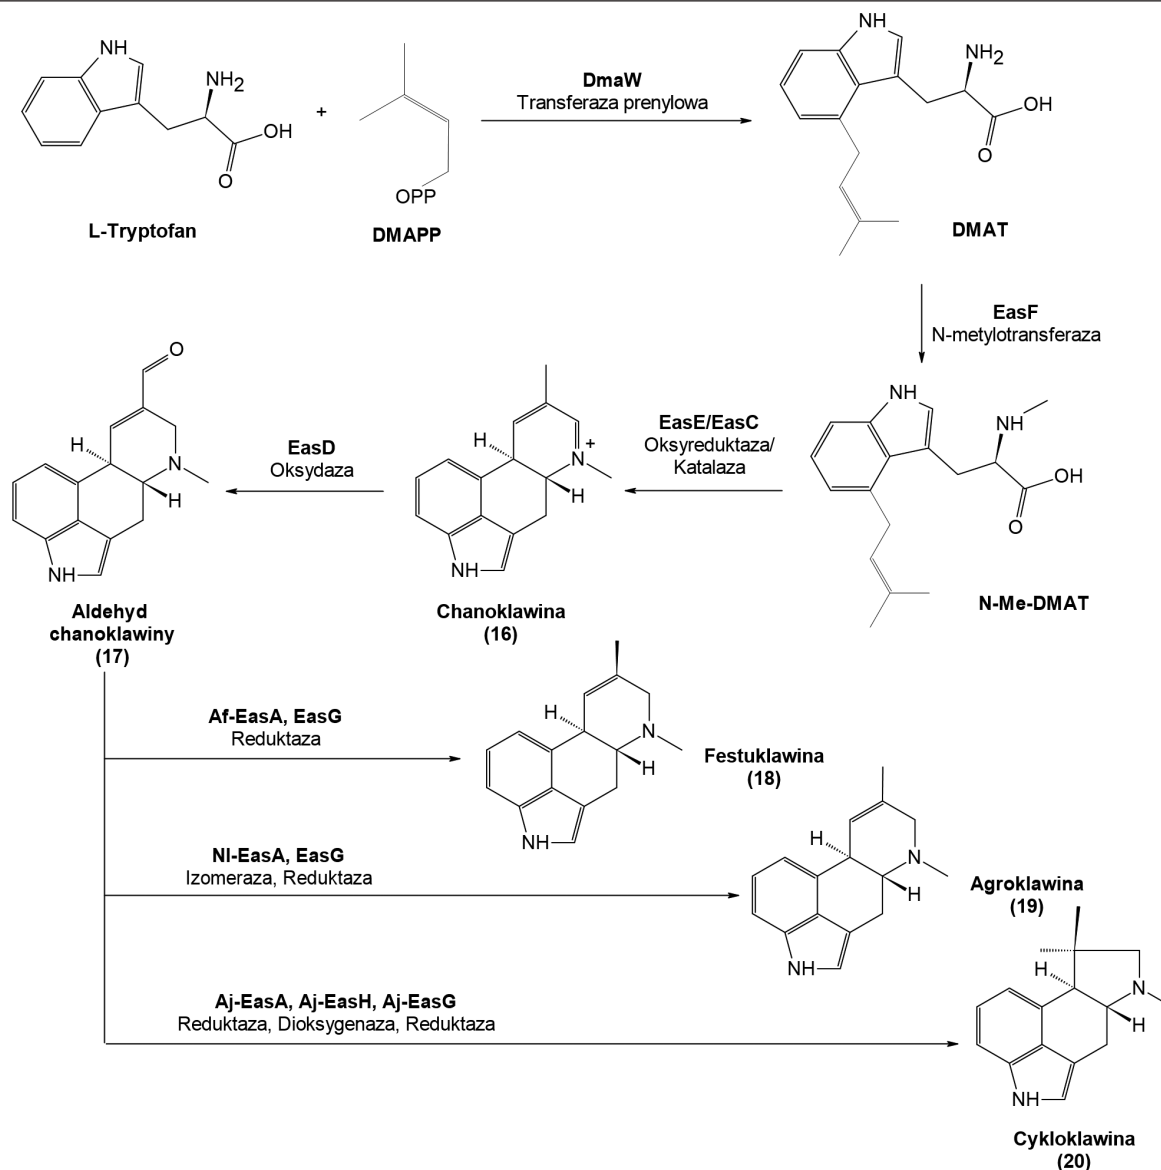 NH
NH2
OH
O
L-Tryptofan
+
OPP
DMAPP
DmaW
Transferaza prenylowa
NH
NH2
OH
O
DMAT
EasF
N-metylotransferaza
NH
NH
OH
O
N-Me-DMAT
EasE/EasC
Oksyreduktaza/
Katalaza
H
+
N
H
NH
Chanoklawina
(16)
EasD
Oksydaza
O
H
N
H
NH
Aldehyd
chanoklawiny
(17)
Af-EasA, EasG
Reduktaza
H
N
H
NH
Festuklawina
(18)
NI-EasA, EasG
Izomeraza, Reduktaza
H
N
H
NH
Agroklawina
(19)
Aj-EasA, Aj-EasH, Aj-EasG
Reduktaza, Dioksygenaza, Reduktaza
H
N
H
NH
Cykloklawina
(20)